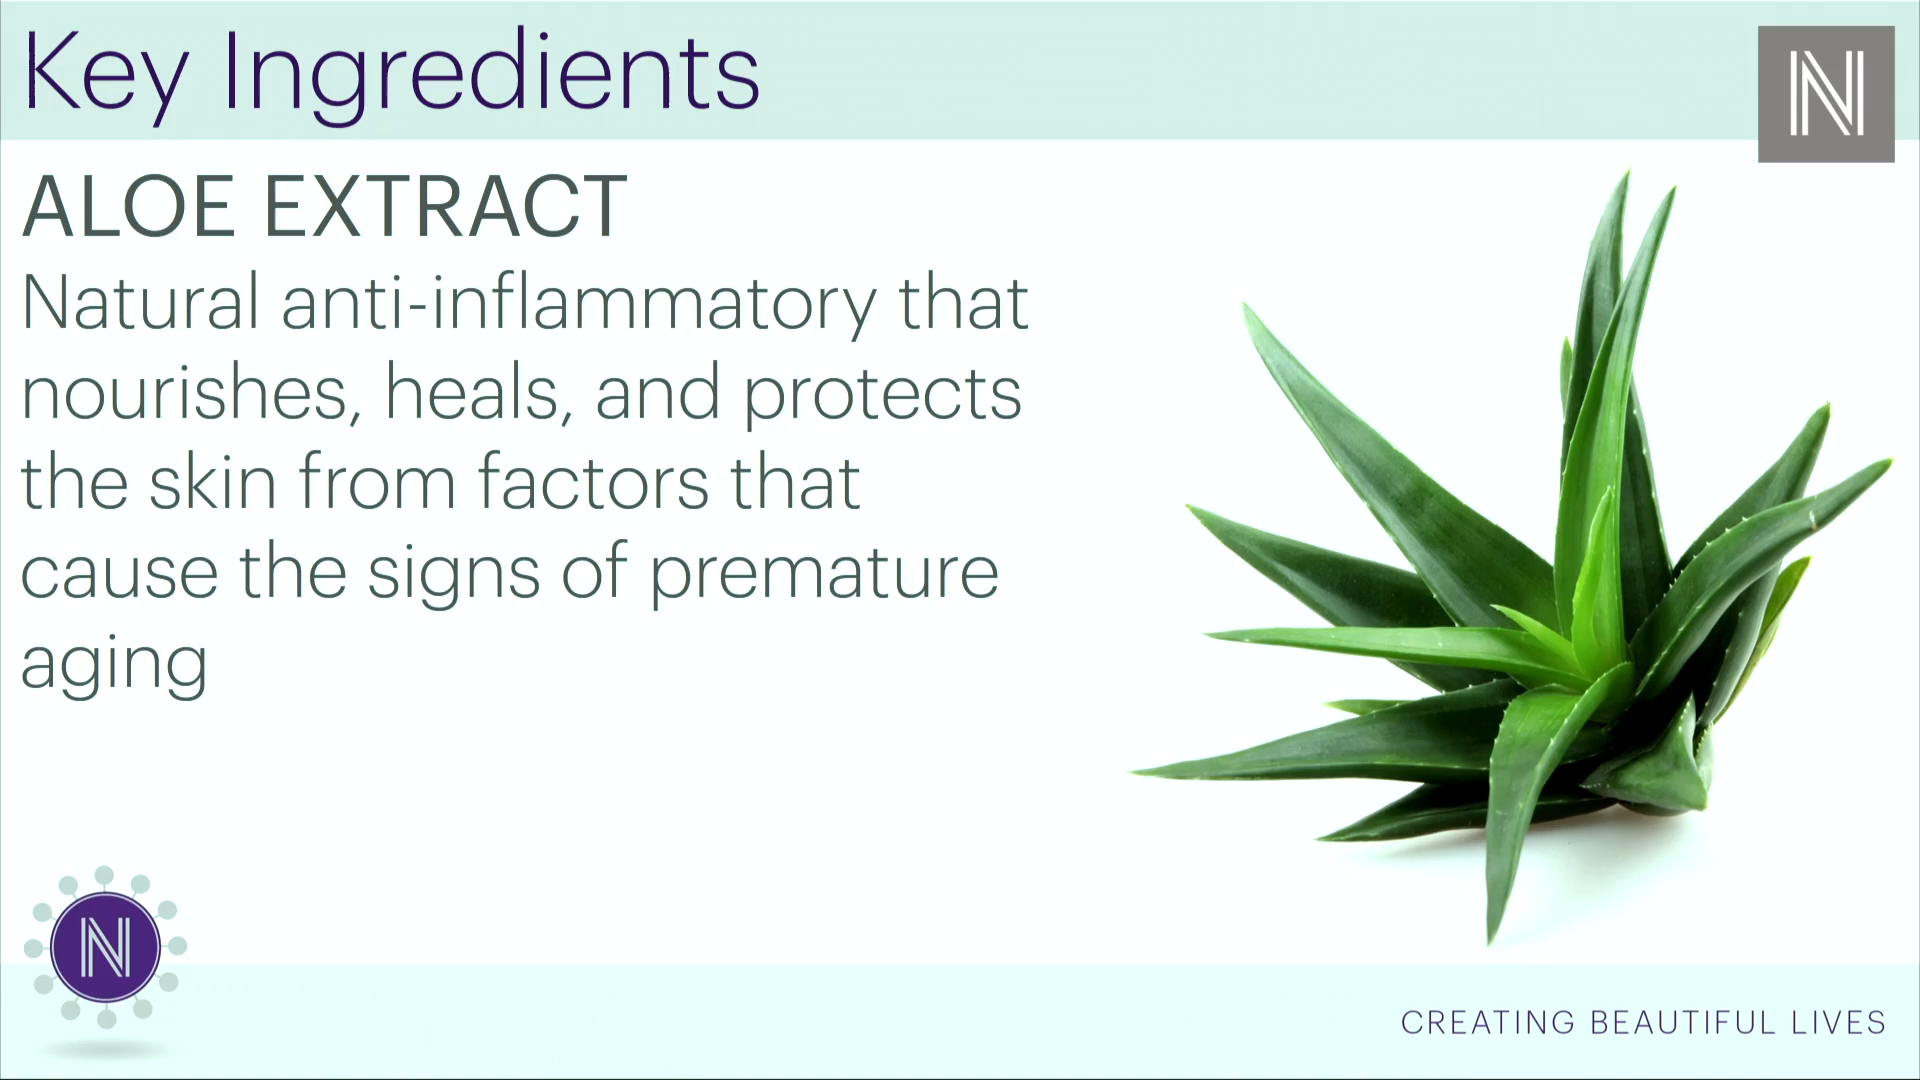 Key Ingredients
N
ALOE EXTRACT
Natural anti-inflammatory that
nourishes, heals, and protects
the skin from factors that
cause the signs of premature
aging
N
CREATING BEAUTIFUL LIVES